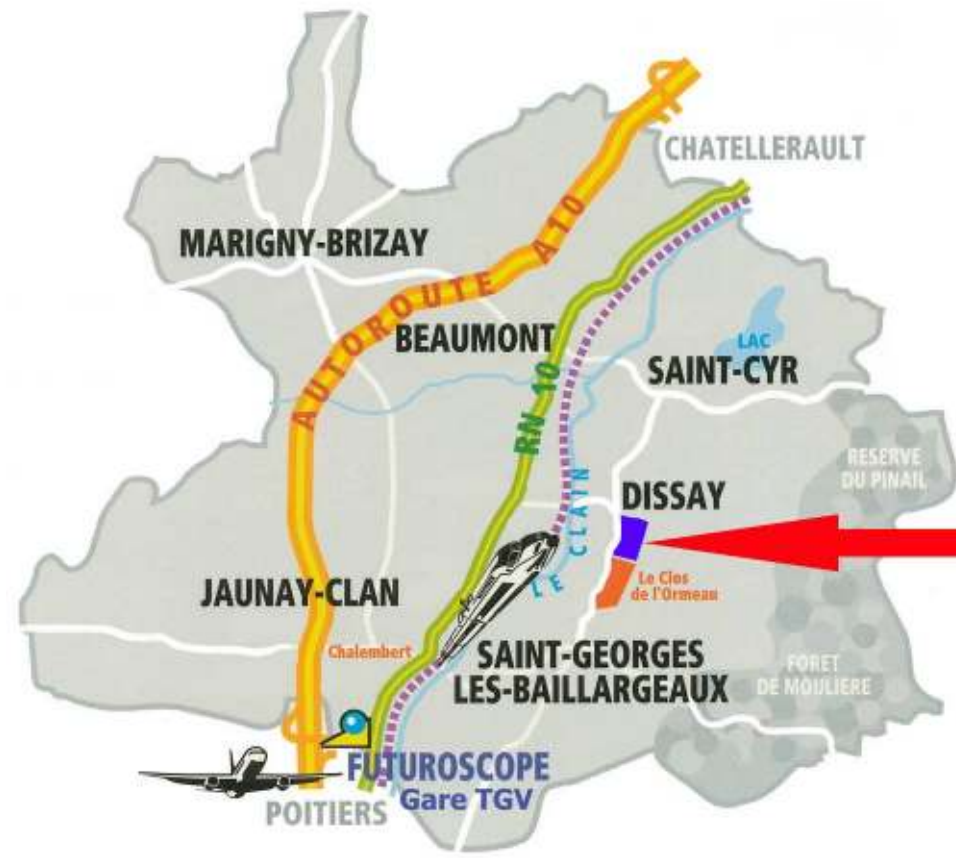 CHATELLERAULT
MARIGNY-BRIZAY
AUTOROUTE A10
BEAUMONT
LAC
SAINT-CYR
RN 10
RESERVE
DU PINAIL
DISSAY
LE CLAIN
Le Clos
de l'Ormeau
JAUNAY-CLAN
Chalembert
SAINT-GEORGES
LES-BAILLARGEAUX
FORET
DE MOULIERE
FUTUROSCOPE
Gare TGV
POITIERS